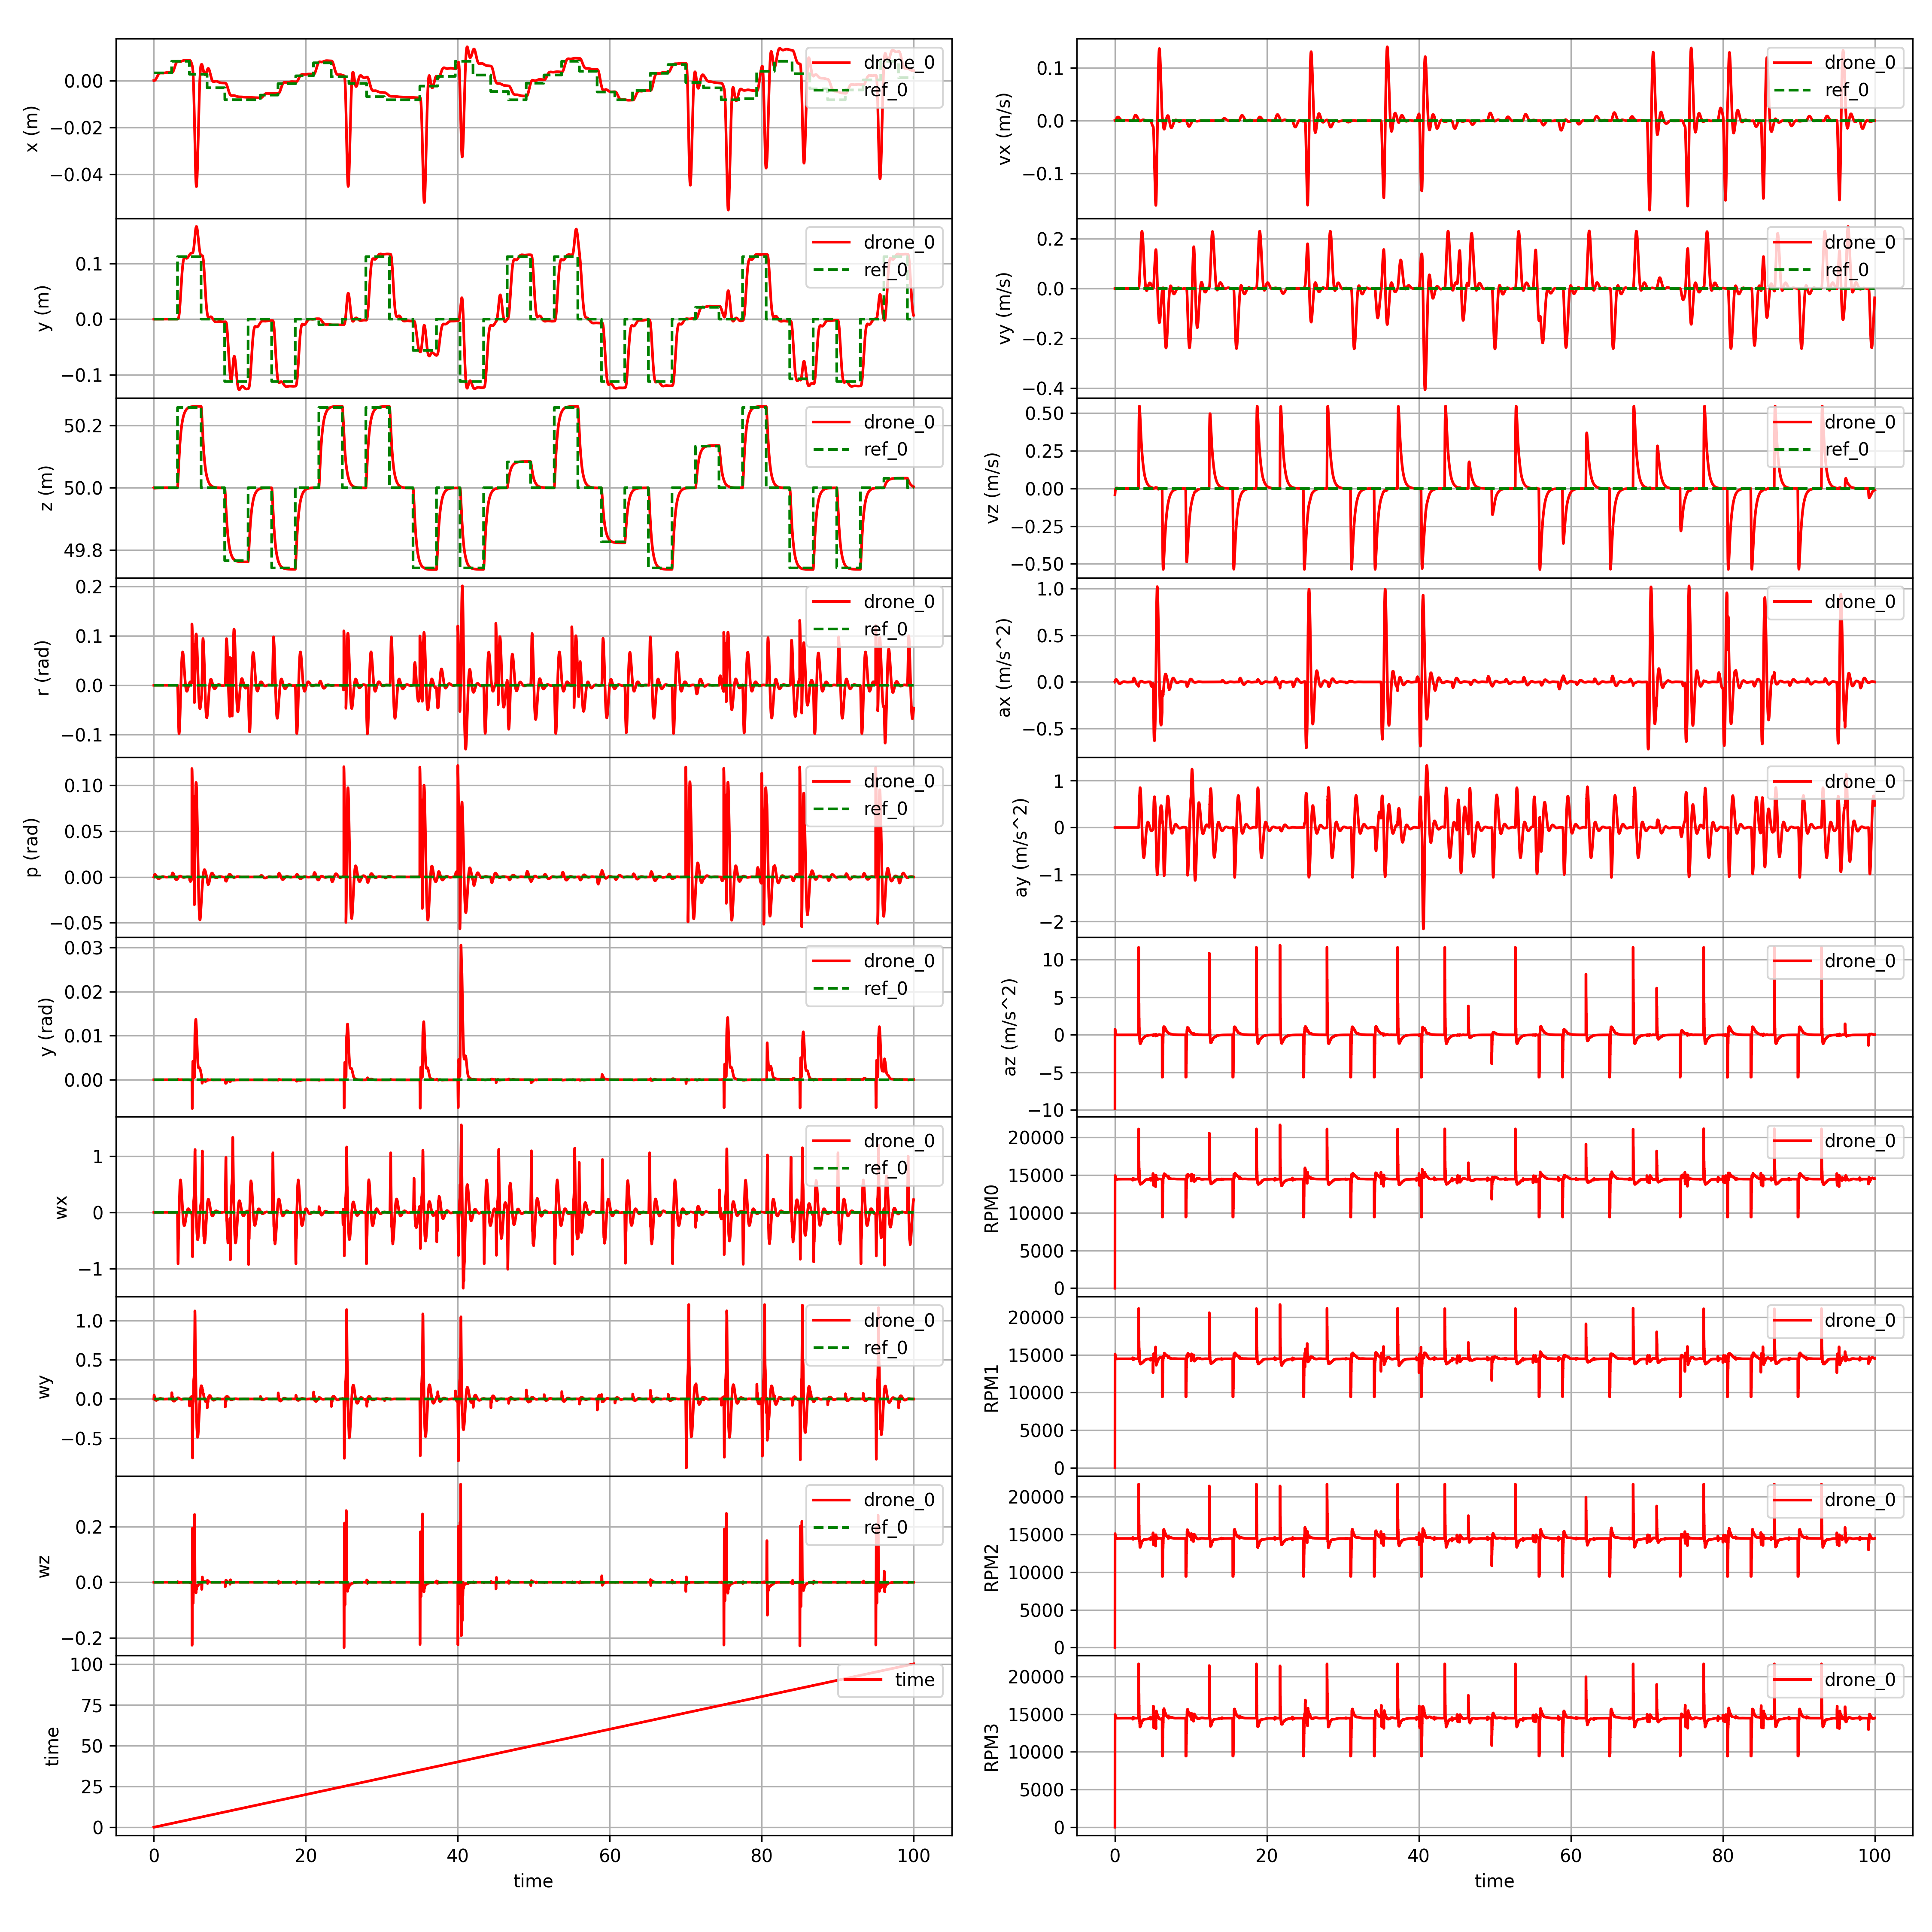 x (m)
0.00
−0.02
−0.04
drone_0
ref_0
y (m)
0.1
0.0
−0.1
drone_0
ref_0
z (m)
50.2
50.0
49.8
drone_0
ref_0
r (rad)
0.2
0.1
0.0
−0.1
drone_0
ref_0
p (rad)
0.10
0.05
0.00
−0.05
drone_0
ref_0
y (rad)
0.03
0.02
0.01
0.00
drone_0
ref_0
wx
1
0
−1
drone_0
ref_0
wy
1.0
0.5
0.0
−0.5
drone_0
ref_0
wz
0.2
0.0
−0.2
drone_0
ref_0
time
100
75
50
25
0
time
0 20 40 60 80 100
time
vx (m/s)
0.1
0.0
−0.1
drone_0
ref_0
vy (m/s)
0.2
0.0
−0.2
−0.4
drone_0
ref_0
vz (m/s)
0.50
0.25
0.00
−0.25
−0.50
drone_0
ref_0
ax (m/s^2)
1.0
0.5
0.0
−0.5
drone_0
ay (m/s^2)
1
0
−1
−2
drone_0
az (m/s^2)
10
5
0
−5
−10
drone_0
RPM0
20000
15000
10000
5000
0
drone_0
RPM1
20000
15000
10000
5000
0
drone_0
RPM2
20000
15000
10000
5000
0
drone_0
RPM3
20000
15000
10000
5000
0
drone_0
0 20 40 60 80 100
time